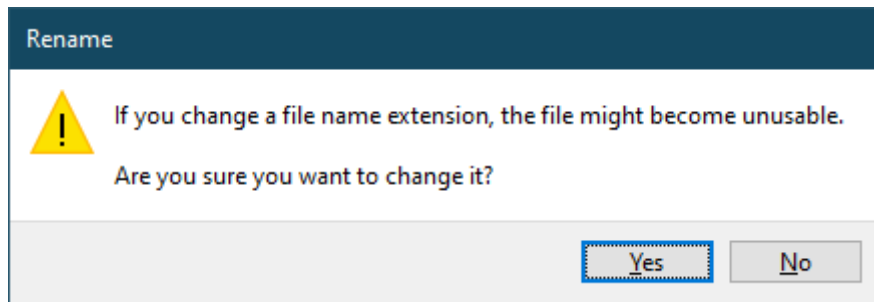 Rename
If you change a file name extension, the file might become unusable.
Are you sure you want to change it?
Yes
No